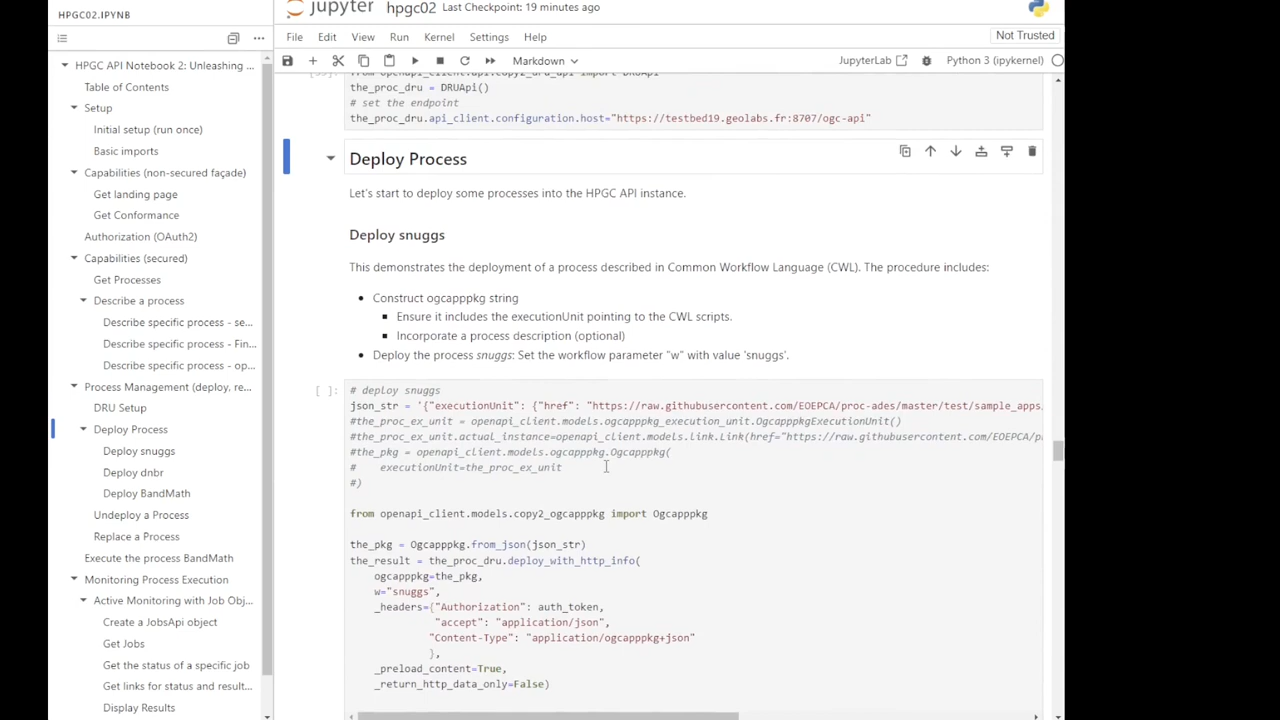 HPGC02.IPYNB
jupyter hpgc02 Last Checkpoint: 19 minutes ago
File Edit View Run Kernel Settings Help Not Trusted
Markdown JupyterLab Python 3 (ipykernel)
HPGC API Notebook 2: Unleashing ...
Table of Contents
Setup
Initial setup (run once)
Basic imports
Capabilities (non-secured façade)
Get landing page
Get Conformance
Authorization (OAuth2)
Capabilities (secured)
Get Processes
Describe a process
Describe specific process - se...
Describe specific process - Fin...
Describe specific process - op...
Process Management (deploy, re...
DRU Setup
Deploy Process
Deploy snuggs
Deploy dnbr
Deploy BandMath
Undeploy a Process
Replace a Process
Execute the process BandMath
Monitoring Process Execution
Active Monitoring with Job Obj...
Create a JobsApi object
Get Jobs
Get the status of a specific job
Get links for status and result...
Display Results
from openapi_client.api.copy2_dru_api import DRUApi
the_proc_dru = DRUApi()
# set the endpoint
the_proc_dru.api_client.configuration.host="https://testbed19.geolabs.fr:8707/ogc-api"
Deploy Process
Let's start to deploy some processes into the HPGC API instance.
Deploy snuggs
This demonstrates the deployment of a process described in Common Workflow Language (CWL). The procedure includes:
• Construct ogcapppkg string
▪ Ensure it includes the executionUnit pointing to the CWL scripts.
▪ Incorporate a process description (optional)
• Deploy the process snuggs: Set the workflow parameter "w" with value 'snuggs'.
[ ]: # deploy snuggs
json_str = '{"executionUnit": {"href": "https://raw.githubusercontent.com/EOEPCA/proc-ades/master/test/sample_apps
#the_proc_ex_unit = openapi_client.models.ogcapppkg_execution_unit.OgcapppkgExecutionUnit()
#the_proc_ex_unit.actual_instance=openapi_client.models.link.Link(href="https://raw.githubusercontent.com/EOEPCA/p
#the_pkg = openapi_client.models.ogcapppkg.Ogcapppkg(
# executionUnit=the_proc_ex_unit
#)
from openapi_client.models.copy2_ogcapppkg import Ogcapppkg
the_pkg = Ogcapppkg.from_json(json_str)
the_result = the_proc_dru.deploy_with_http_info(
ogcapppkg=the_pkg,
w="snuggs",
_headers={"Authorization": auth_token,
"accept": "application/json",
"Content-Type": "application/ogcapppkg+json"
},
_preload_content=True,
_return_http_data_only=False)